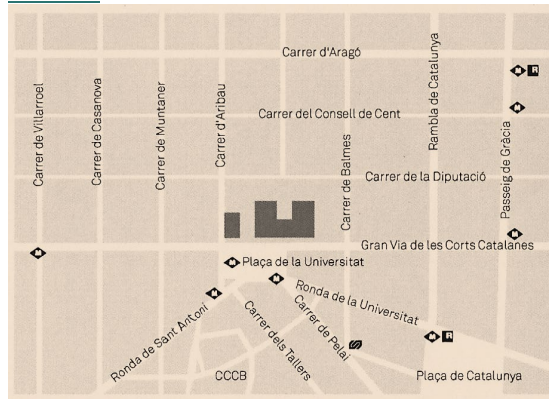 Carrer d'Aragó
Rambla de Catalunya
M R
M
Carrer de Villarroel
Carrer de Casanova
Carrer de Muntaner
Carrer d'Aribau
Carrer del Consell de Cent
Passeig de Gràcia
Carrer de Balmes
Carrer de la Diputació
M
Gran Via de les Corts Catalanes
M
M Plaça de la Universitat
M
M
Ronda de la Universitat
Ronda de Sant Antoni
Carrer dels Tallers
Carrer de Pelai
M R
CCCB
Plaça de Catalunya